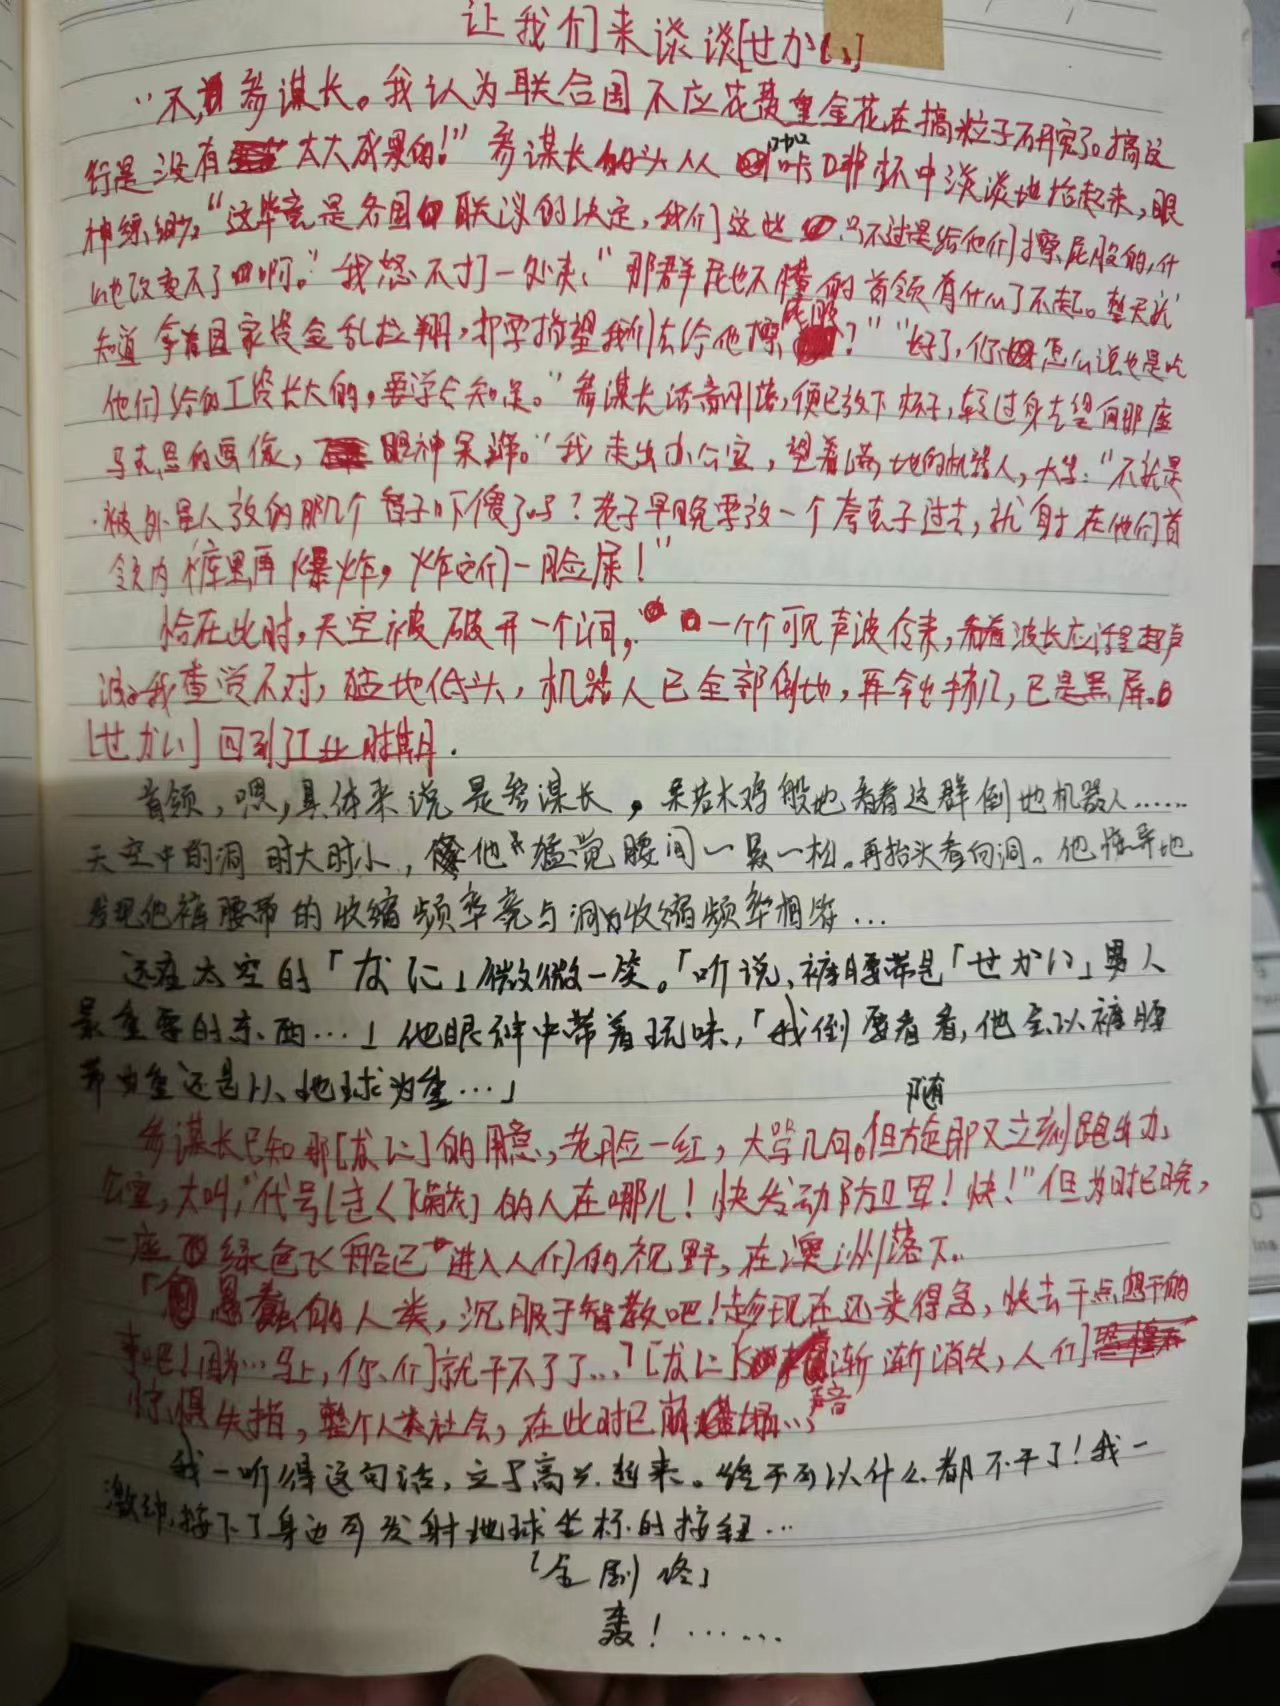 让我们来谈谈[せかい]
“不,参谋长。我认为联合国不应花费重金花在搞粒子研究了。搞这
行是没有太大成果的!”参谋长的头从咖啡杯中淡淡地抬起来,眼
神“这毕竟是各国联议的决定,我们这些只不过是给他们擦屁股的,什
么也改变不了啊。”我怒不打一处来,“那群屁也不懂的首领有什么了不起。整天就
知道拿着国家资金乱拉翔,都要指望我们去给他擦屁股?”“好了,你怎么说也是吃
他们给的工资长大的。要学会知足。”参谋长话音刚落,便已放下杯子,转过身去望向那座
马克思的画像,眼神呆滞。“我走出办公室,望着满地的机器人,大笑:“不就是
被外星人放的那几个智子吓傻了吗?老子早晚要放一个夸克子过去,就射在他们首
领内裤里再爆炸,炸它们一脸屎!”
恰在此时,天空被破开一个洞,一个个可见声波传来,看着波长应该是超声
波。我查觉不对,猛地低头,机器人已全部倒地,再拿出手机,已是黑屏。
[せかい]回到了工业时期.
首领,嗯,具体来说是参谋长,呆若木鸡般地看着这群倒地机器人……
天空中的洞时大时小,他猛觉腰间一紧一松。再抬头看向洞。他惊异地
发现他裤腰带的收缩频率竟与洞的收缩频率相等…
远在太空的「なに」微微一笑。「听说,裤腰带是「せかい」男人
最重要的东西…」他眼神中带着玩味,「我倒要看看,他会以裤腰
带为重还是以地球为重…」
参谋长已知那[なに]的用意,老脸一红,大骂几句。但随即又立刻跑出办
公室,大叫,“代号的人在哪儿!快发动防卫罩!快!”但为时已晚,
一座绿色飞船已进入人们的视野,在澳洲落下..
「愚蠢的人类,沉服于智教吧!趁现在还来得急,快去干点想干的
事吧!因为…马上,你们就干不了了…」[なに]声音渐渐消失,人们
惊惧失措,整个人类社会,在此时已崩塌…
我一听得这句话,立马高兴起来。终于可以什么都不干了!我一
激动,按下了身边可发射地球坐标的按钮…
「全剧终」
轰!……